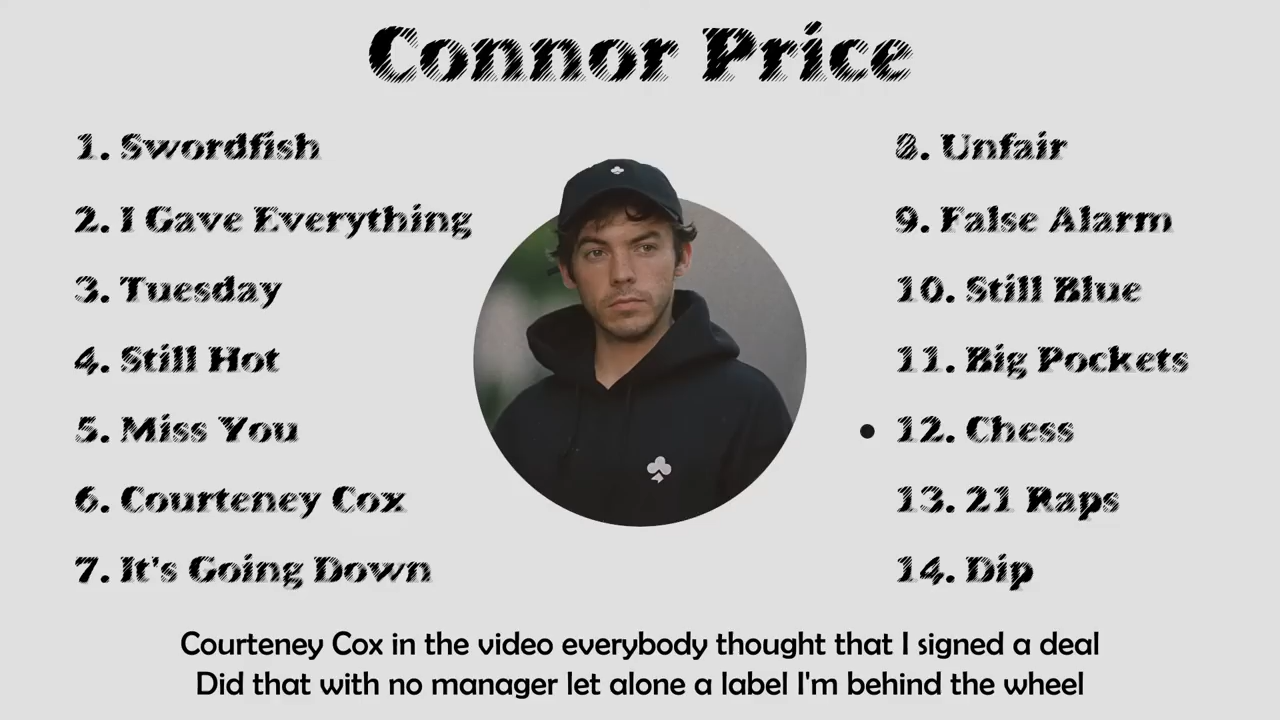 Connor Price
1. Swordfish
2. I Gave Everything
3. Tuesday
4. Still Hot
5. Miss You
6. Courteney Cox
7. It's Going Down
8. Unfair
9. False Alarm
10. Still Blue
11. Big Pockets
12. Chess
13. 21 Raps
14. Dip
Courteney Cox in the video everybody thought that I signed a deal
Did that with no manager let alone a label I'm behind the wheel